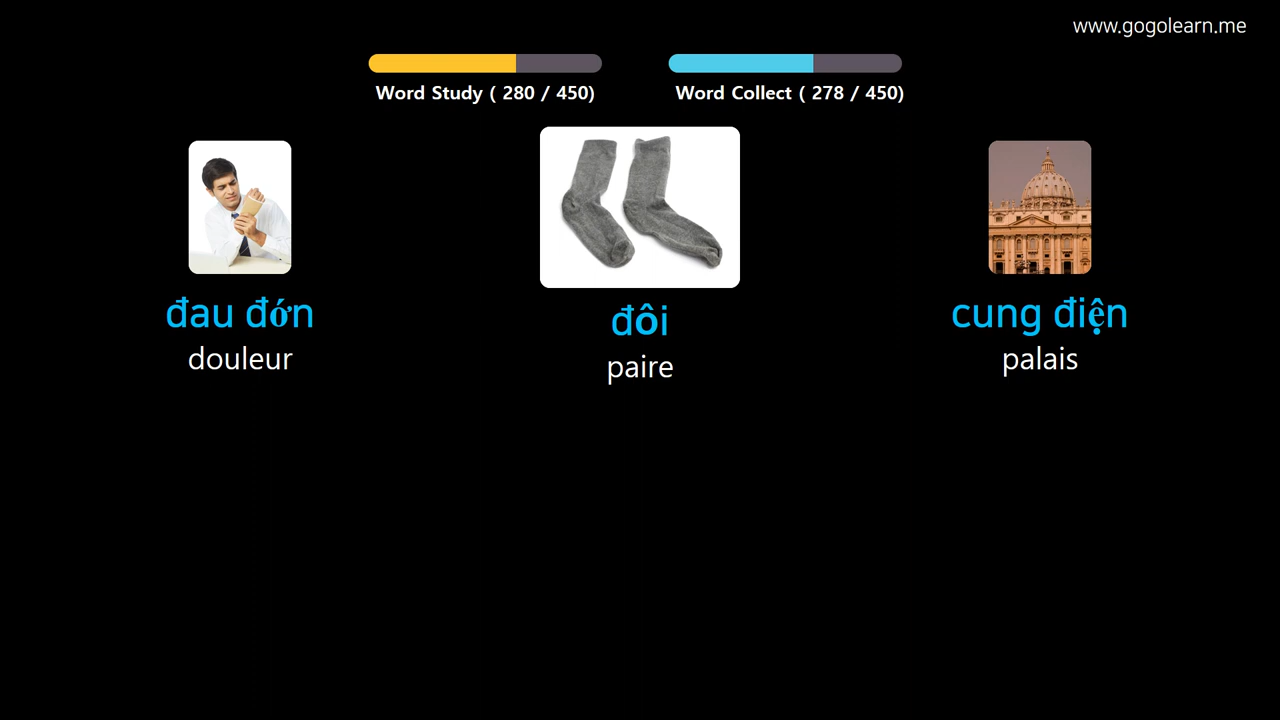 www.gogolearn.me
Word Study ( 280 / 450)
Word Collect ( 278 / 450)
đau đớn
douleur
đôi
paire
cung điện
palais